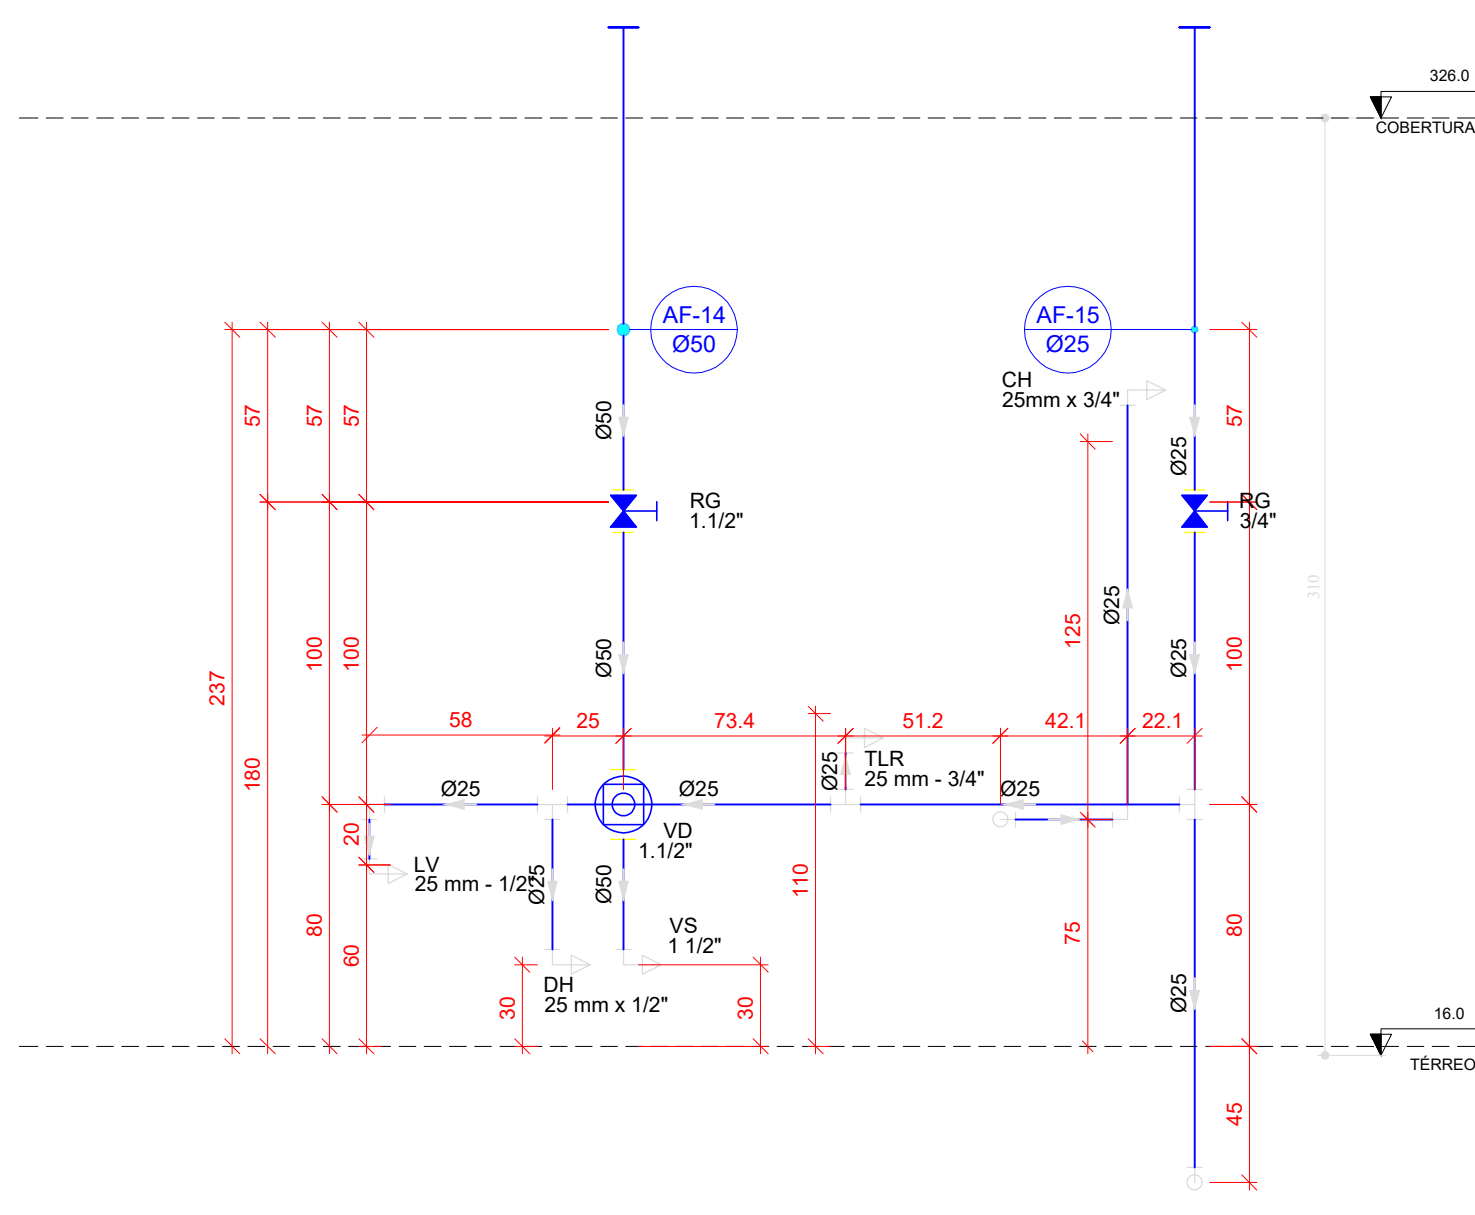 326.0
COBERTURA
AF-14
Ø50
AF-15
Ø25
CH
25mm x 3/4"
57
57
57
Ø50
57
Ø25
RG
1.1/2"
RG
3/4"
310
Ø25
125
100
100
Ø50
Ø25
100
237
58
25
73.4
51.2
42.1
22.1
180
Ø25
Ø25
Ø25
TLR
25 mm - 3/4"
Ø25
20
VD
1.1/2"
LV
25 mm - 1/2"
Ø25
Ø50
110
80
60
VS
1 1/2"
75
80
DH
25 mm x 1/2"
30
30
Ø25
16.0
TÉRREO
45